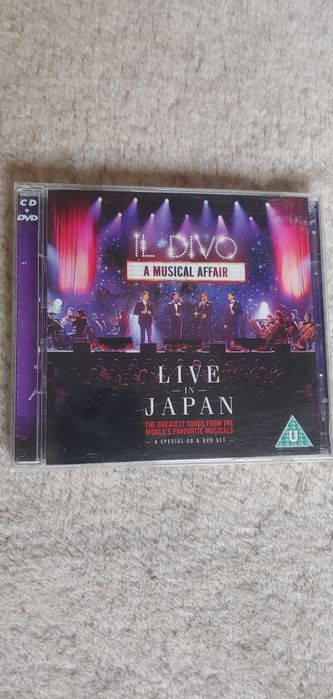 CD
+
DVD
IL DIVO
A MUSICAL AFFAIR
LIVE
IN
JAPAN
THE GREATEST SONGS FROM THE
WORLD'S FAVOURITE MUSICALS
A SPECIAL CD & DVD SET
U